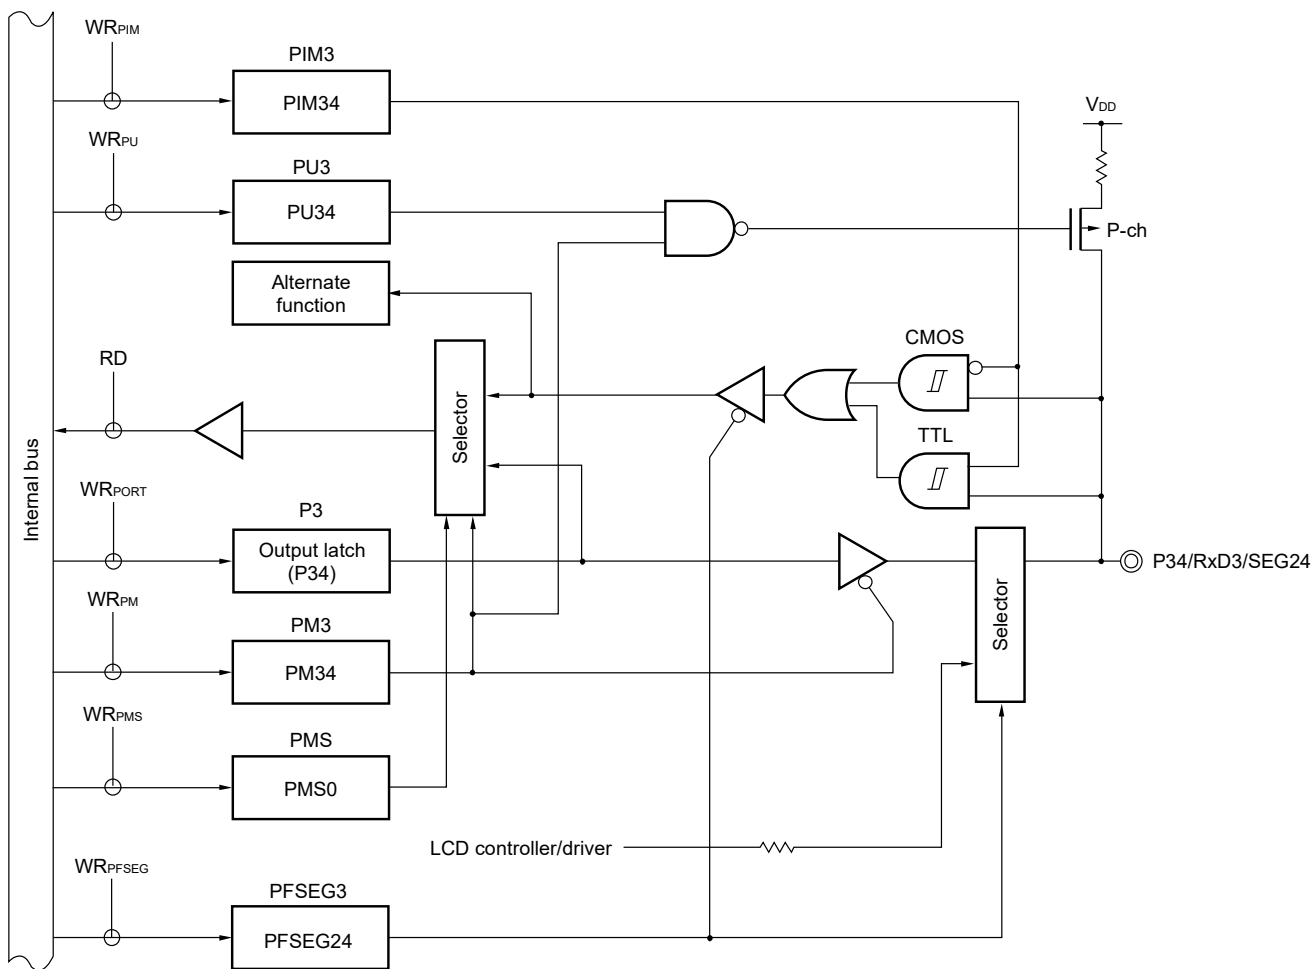 WRPIM
PIM3
PIM34
VDD
WRPU
PU3
PU34
P-ch
Alternate
function
CMOS
RD
Selector
TTL
Internal bus
WRPORT
P3
Output latch
(P34)
P34/RxD3/SEG24
WRPM
PM3
Selector
PM34
WRPMS
PMS
PMS0
LCD controller/driver
WRPFSEG
PFSEG3
PFSEG24